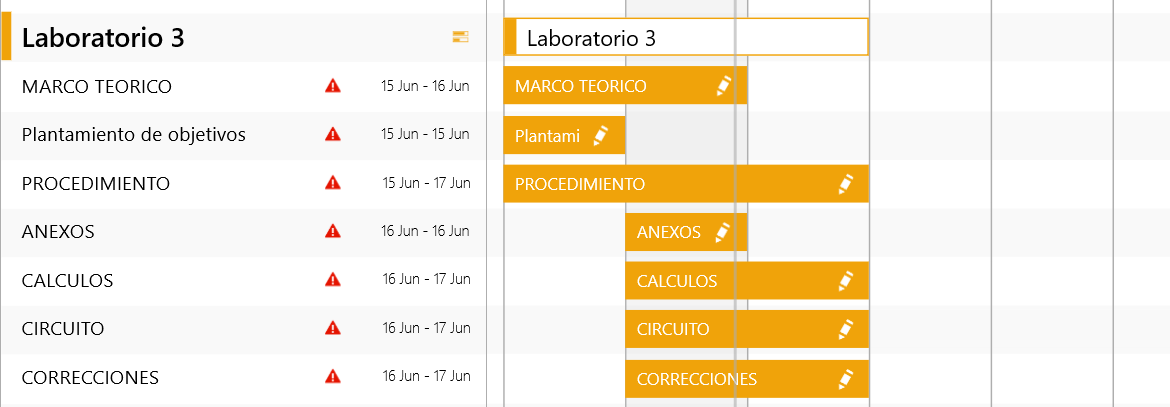 Laboratorio 3 Laboratorio 3
MARCO TEORICO 15 Jun - 16 Jun MARCO TEORICO
Plantamiento de objetivos 15 Jun - 15 Jun Plantami
PROCEDIMIENTO 15 Jun - 17 Jun PROCEDIMIENTO
ANEXOS 16 Jun - 16 Jun ANEXOS
CALCULOS 16 Jun - 17 Jun CALCULOS
CIRCUITO 16 Jun - 17 Jun CIRCUITO
CORRECCIONES 16 Jun - 17 Jun CORRECCIONES